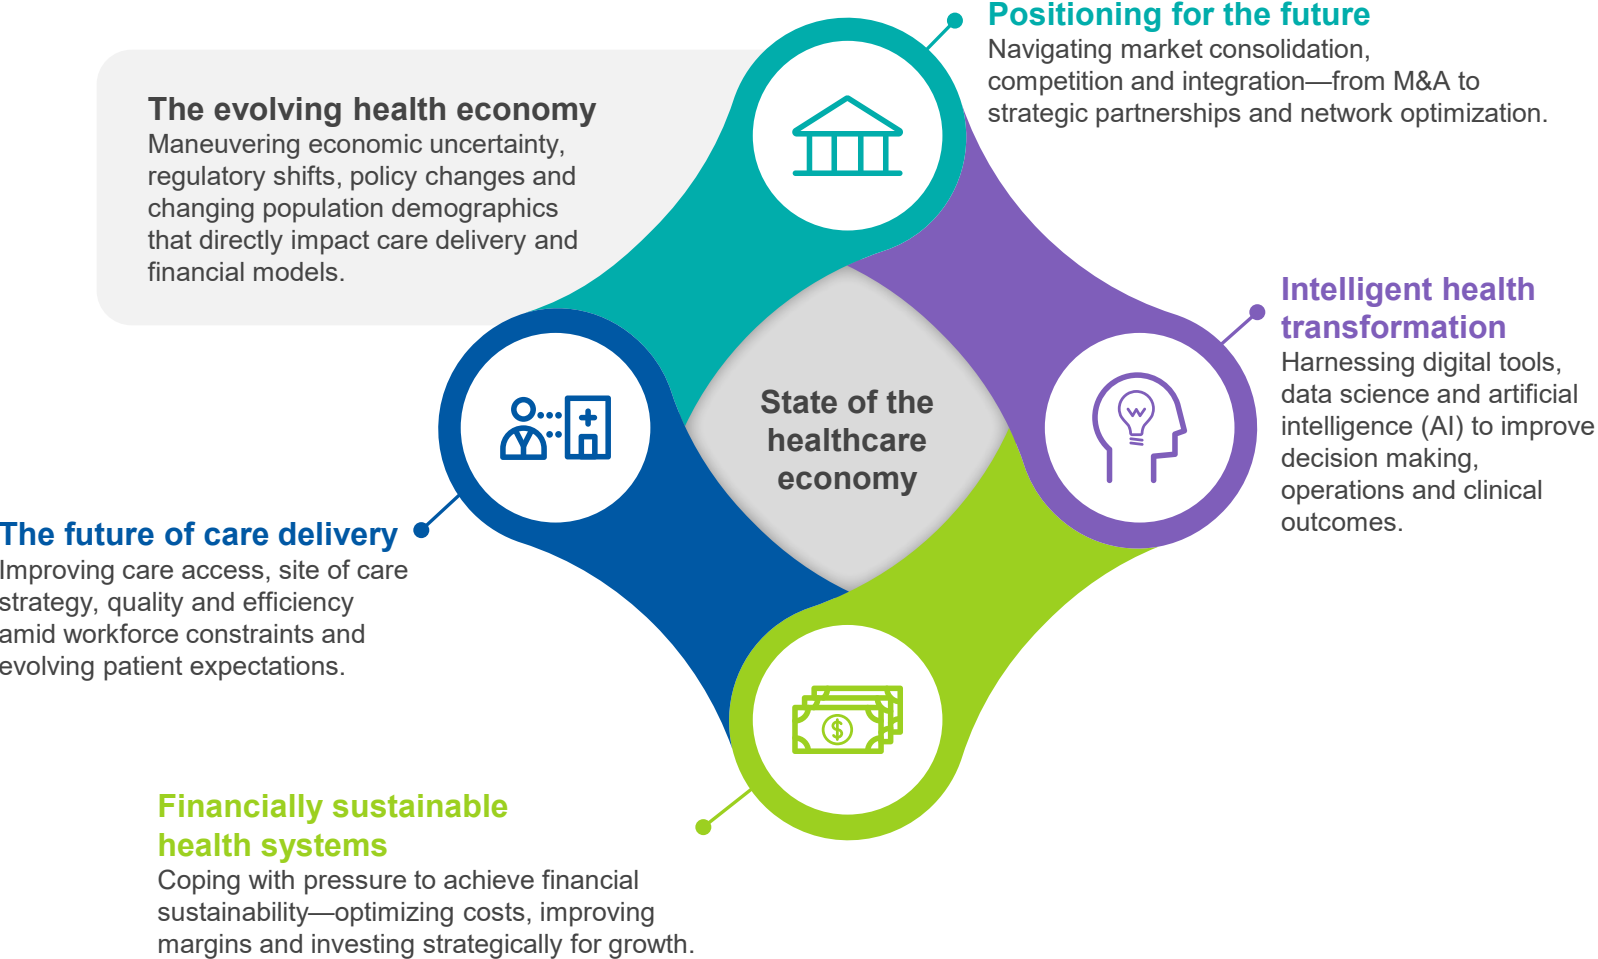 Positioning for the future
Navigating market consolidation,
competition and integration—from M&A to
strategic partnerships and network optimization.
The evolving health economy
Maneuvering economic uncertainty,
regulatory shifts, policy changes and
changing population demographics
that directly impact care delivery and
financial models.
Intelligent health
transformation
Harnessing digital tools,
data science and artificial
intelligence (AI) to improve
decision making,
operations and clinical
outcomes.
State of the
healthcare
economy
The future of care delivery
Improving care access, site of care
strategy, quality and efficiency
amid workforce constraints and
evolving patient expectations.
$
Financially sustainable
health systems
Coping with pressure to achieve financial
sustainability—optimizing costs, improving
margins and investing strategically for growth.